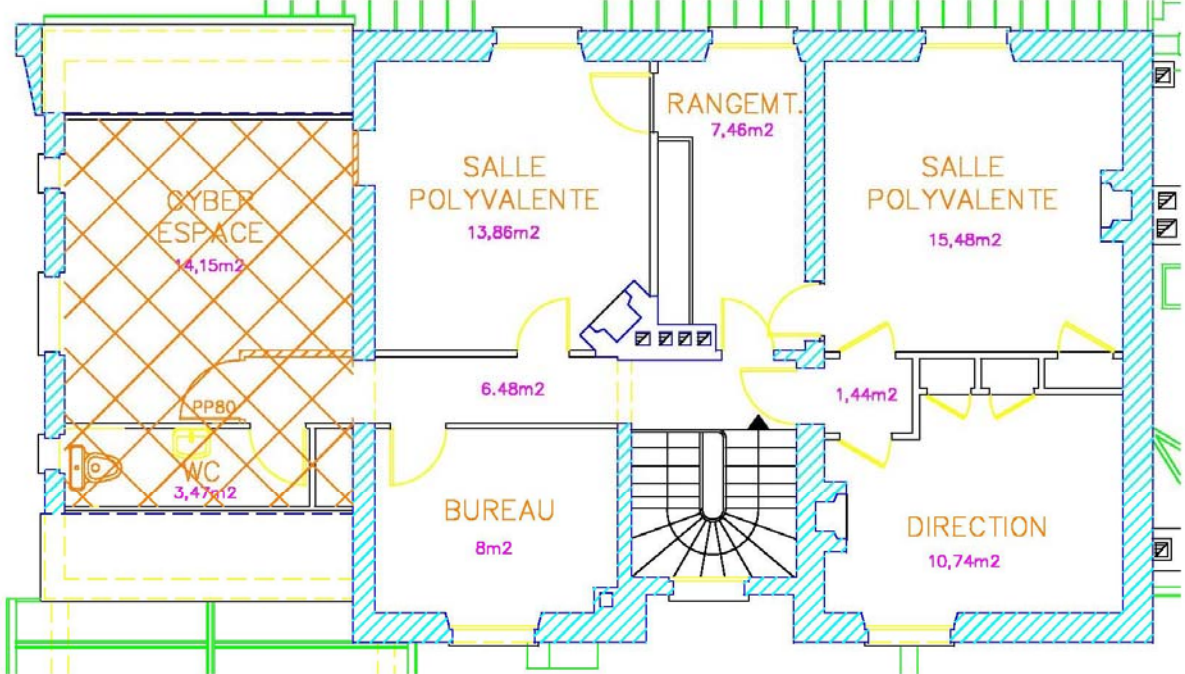 RANGEMT.
7,46m2
SALLE
POLYVALENTE
13,86m2
SALLE
POLYVALENTE
15,48m2
CYBER
ESPACE
14,15m2
6.48m2
1,44m2
PP80
WC
3,47m2
BUREAU
8m2
DIRECTION
10,74m2